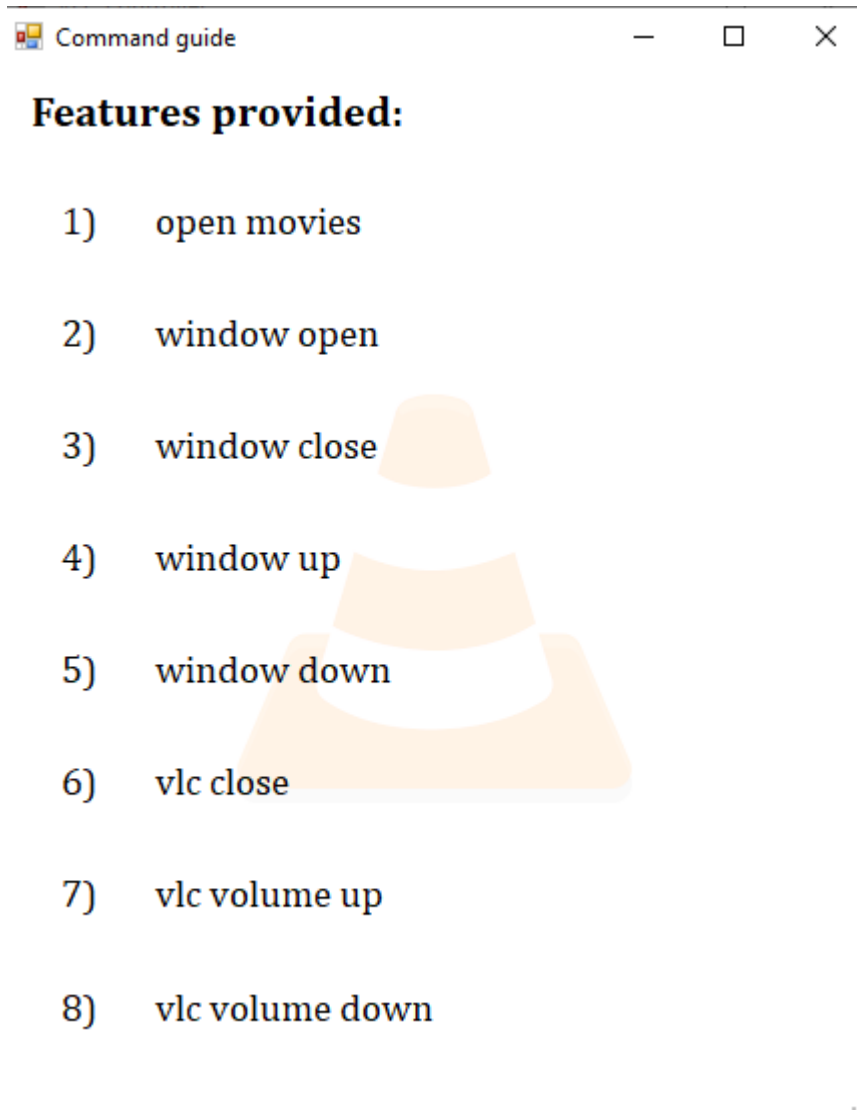 Command guide
Features provided:
1) open movies
2) window open
3) window close
4) window up
5) window down
6) vlc close
7) vlc volume up
8) vlc volume down